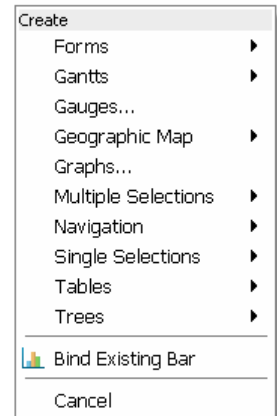 Create
Forms
Gantts
Gauges...
Geographic Map
Graphs...
Multiple Selections
Navigation
Single Selections
Tables
Trees
Bind Existing Bar
Cancel